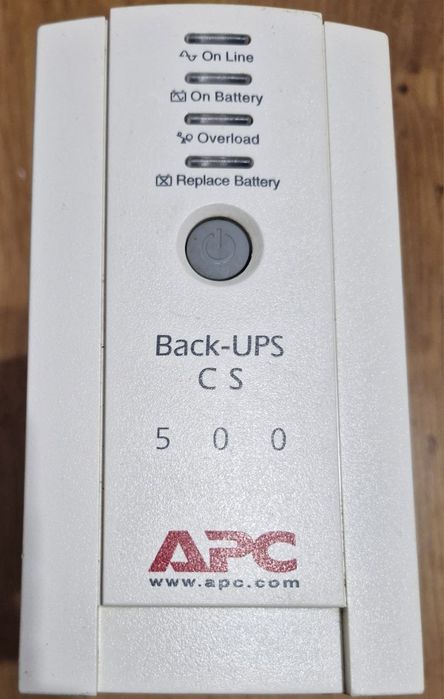 On Line
On Battery
Overload
Replace Battery
Back-UPS
CS
500
APC
www.apc.com